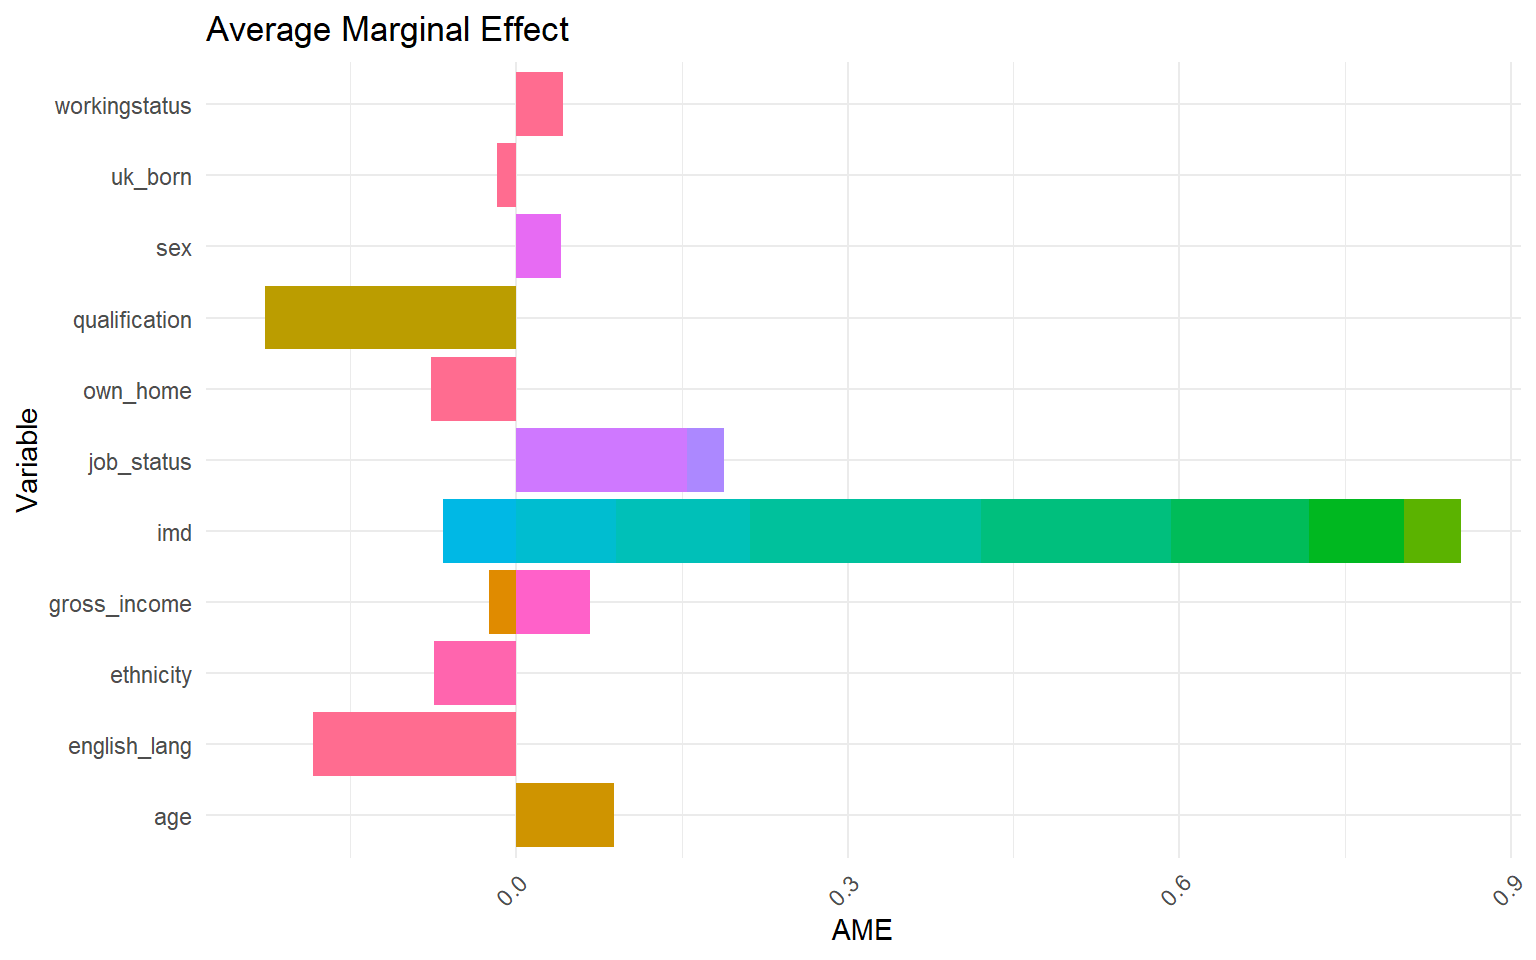 Average Marginal Effect
Variable
workingstatus
uk_born
sex
qualification
own_home
job_status
imd
gross_income
ethnicity
english_lang
age
0.0
0.3
0.6
0.9
AME